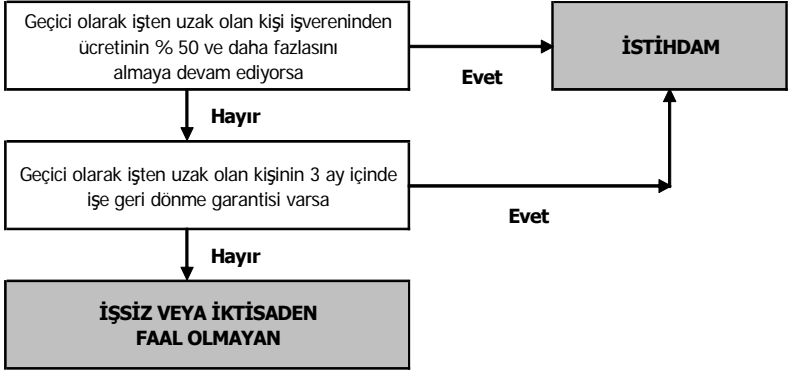 Geçici olarak işten uzak olan kişi işvereninden
ücretinin % 50 ve daha fazlasını
almaya devam ediyorsa
Evet
İSTİHDAM
Hayır
Geçici olarak işten uzak olan kişinin 3 ay içinde
işe geri dönme garantisi varsa
Evet
Hayır
İŞSİZ VEYA İKTİSADEN
FAAL OLMAYAN